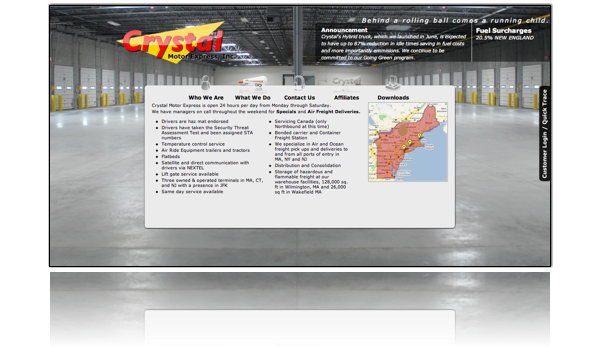 Behind a rolling ball comes a running child.
Crystal
Motor Express, Inc.
Announcement
Crystal's Hybrid truck, which we launched in June, is expected
to have up to 87% reduction in idle times saving in fuel costs
and more importantly emmisions. We will continue to be
committed to our Going Green program.
Fuel Surcharges
20.5% NEW ENGLAND
Who We Are
What We Do
Contact Us
Affiliates
Downloads
Crystal Motor Express is open 24 hours per day from Monday through Saturday.
We have managers on call throughout the weekend for Specials and Air Freight Deliveries.
Drivers are haz mat endorsed
Drivers have taken the Security Threat
Assessment Test and been assigned STA
numbers
Temperature control service
Air Ride Equipment trailers and tractors
Flatbeds
Satellite and direct communication with
drivers via NEXTEL
Lift gate service available
Three owned & operated terminals in MA, CT,
and NJ with a presence in JFK
Same day service available
Servicing Canada (only
Northbound at this time)
Bonded carrier and Container
Freight Station
We specialize in Air and Ocean
freight pick ups and deliveries to
and from all ports of entry in
MA, NY and NJ
Distribution and Consolidation
Storage of hazardous and
flammable freight at our
warehouse facilities, 128,000 sq.
ft in Wilmington, MA and 26,000
sq ft in Wakefield MA
Customer Login / Quick Trace